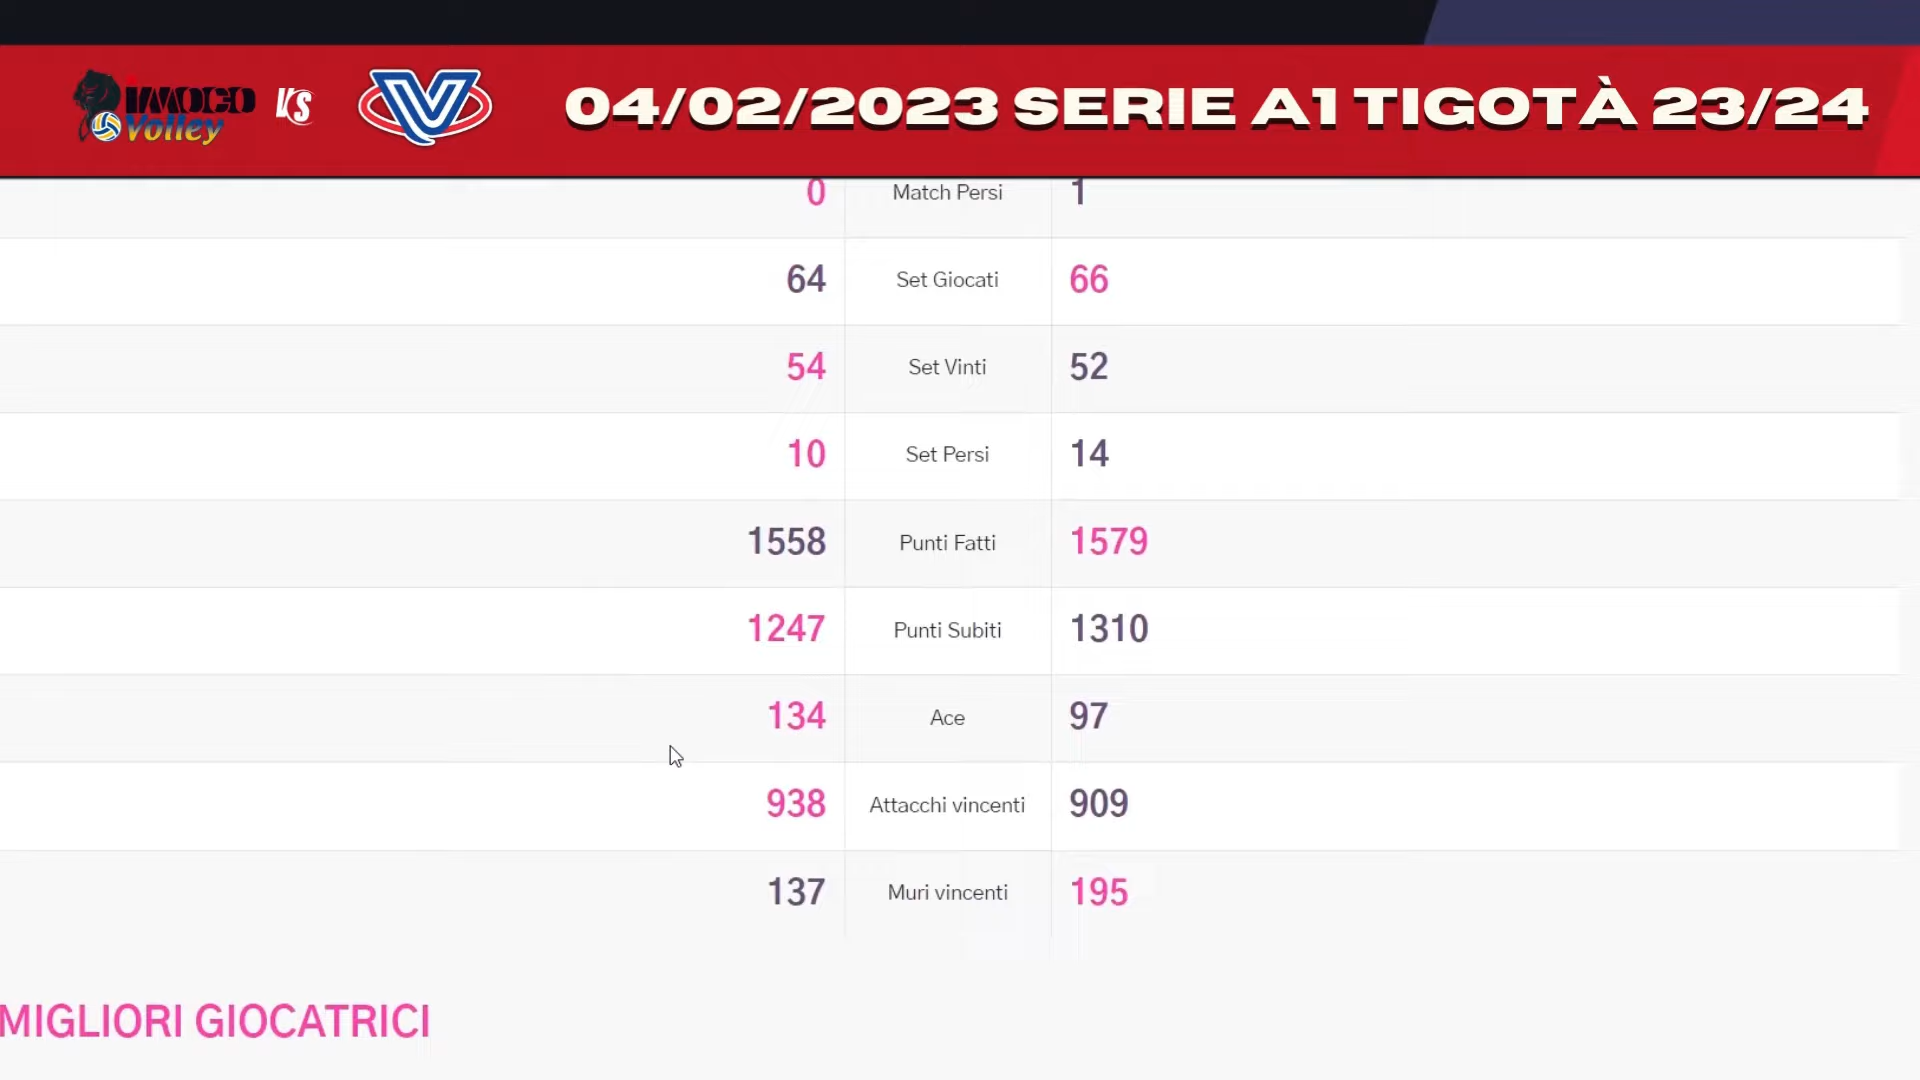 IMOCO
Volley
VS
V
04/02/2023 SERIE A1 TIGOTÀ 23/24
0 Match Persi 1
64 Set Giocati 66
54 Set Vinti 52
10 Set Persi 14
1558 Punti Fatti 1579
1247 Punti Subiti 1310
134 Ace 97
938 Attacchi vincenti 909
137 Muri vincenti 195
MIGLIORI GIOCATRICI